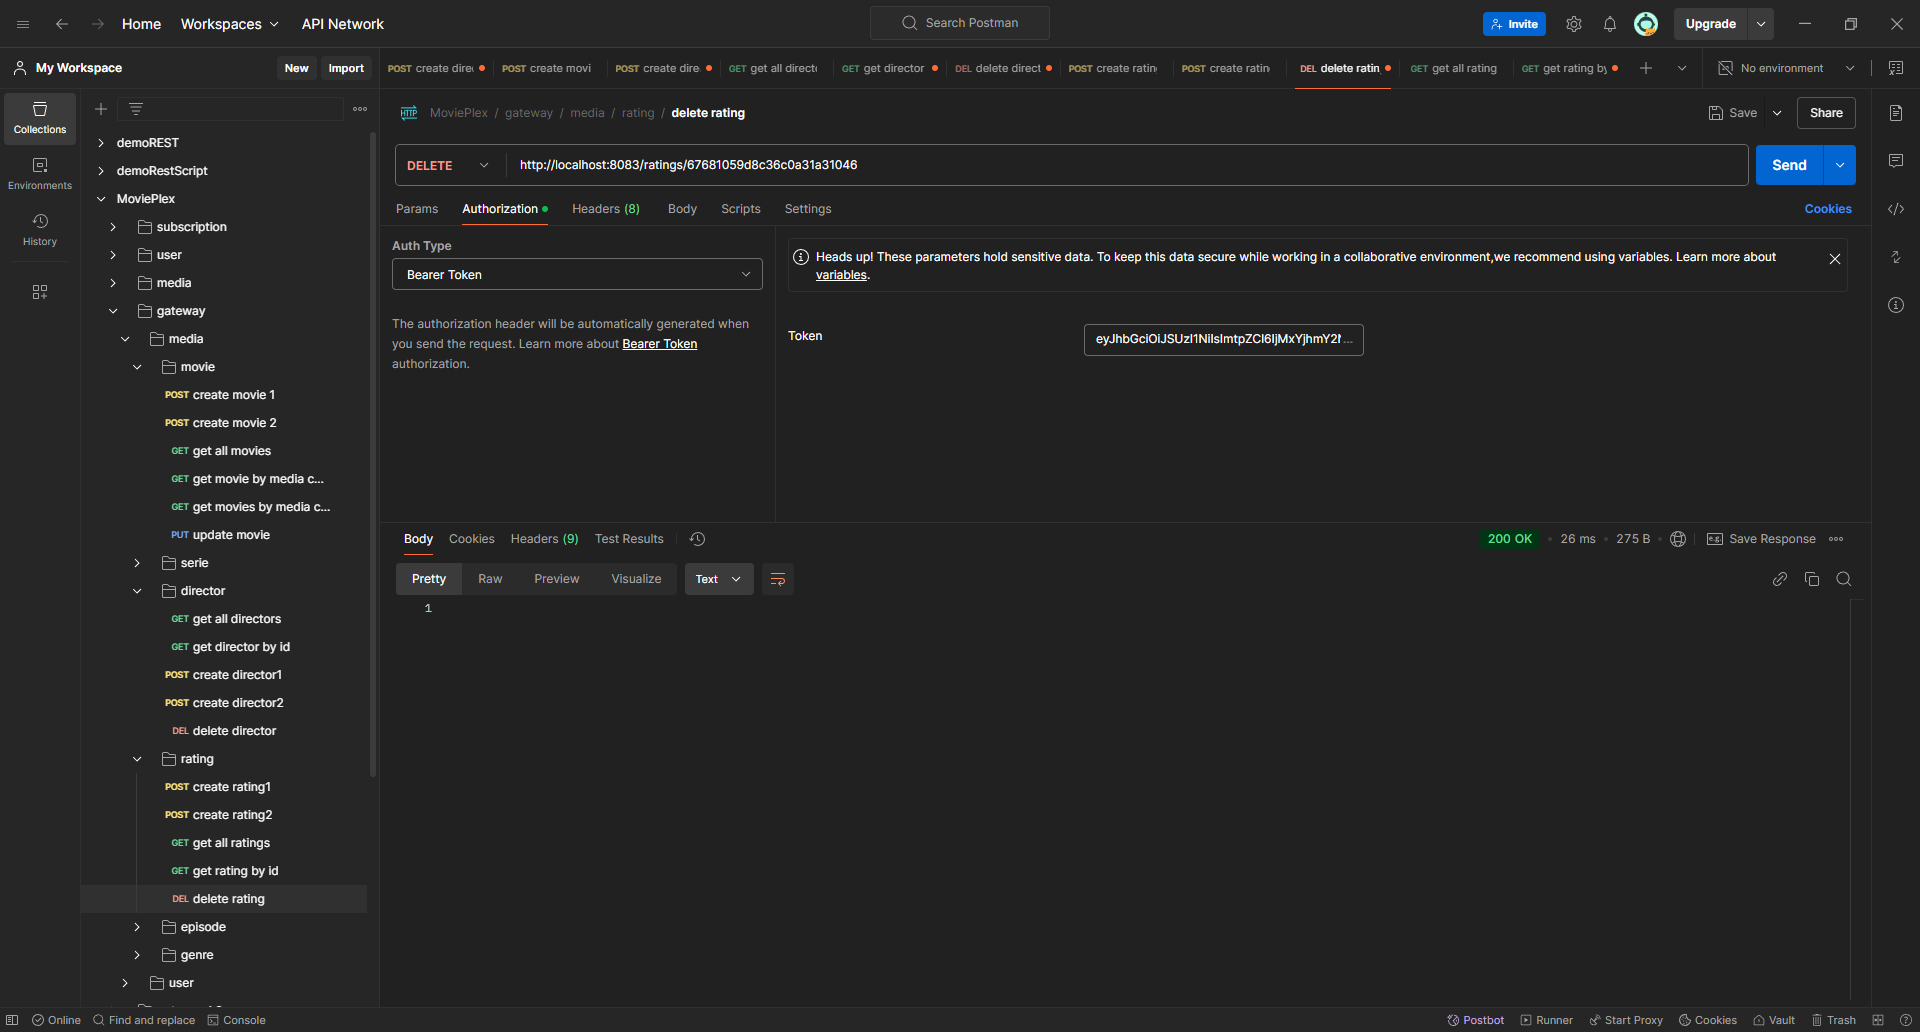 Home Workspaces API Network Search Postman Invite Upgrade
My Workspace New Import POST create direc POST create movi POST create dire GET get all direct GET get director DEL delete direct POST create rating POST create rating DEL delete rating GET get all rating GET get rating by No environment
Collections
Environments
History
demoREST
demoRestScript
MoviePlex
subscription
user
media
gateway
media
movie
POST create movie 1
POST create movie 2
GET get all movies
GET get movie by media c...
GET get movies by media c...
PUT update movie
serie
director
GET get all directors
GET get director by id
POST create director1
POST create director2
DEL delete director
rating
POST create rating1
POST create rating2
GET get all ratings
GET get rating by id
DEL delete rating
episode
genre
user
HTTP MoviePlex / gateway / media / rating / delete rating Save Share
DELETE http://localhost:8083/ratings/67681059d8c36c0a31a31046 Send
Params Authorization Headers (8) Body Scripts Settings Cookies
Auth Type
Bearer Token
The authorization header will be automatically generated when
you send the request. Learn more about Bearer Token
authorization.
Heads up! These parameters hold sensitive data. To keep this data secure while working in a collaborative environment,we recommend using variables. Learn more about
variables.
Token
Body Cookies Headers (9) Test Results 200 OK 26 ms 275 B Save Response
Pretty Raw Preview Visualize Text
1
Online Find and replace Console Postbot Runner Start Proxy Cookies Vault Trash